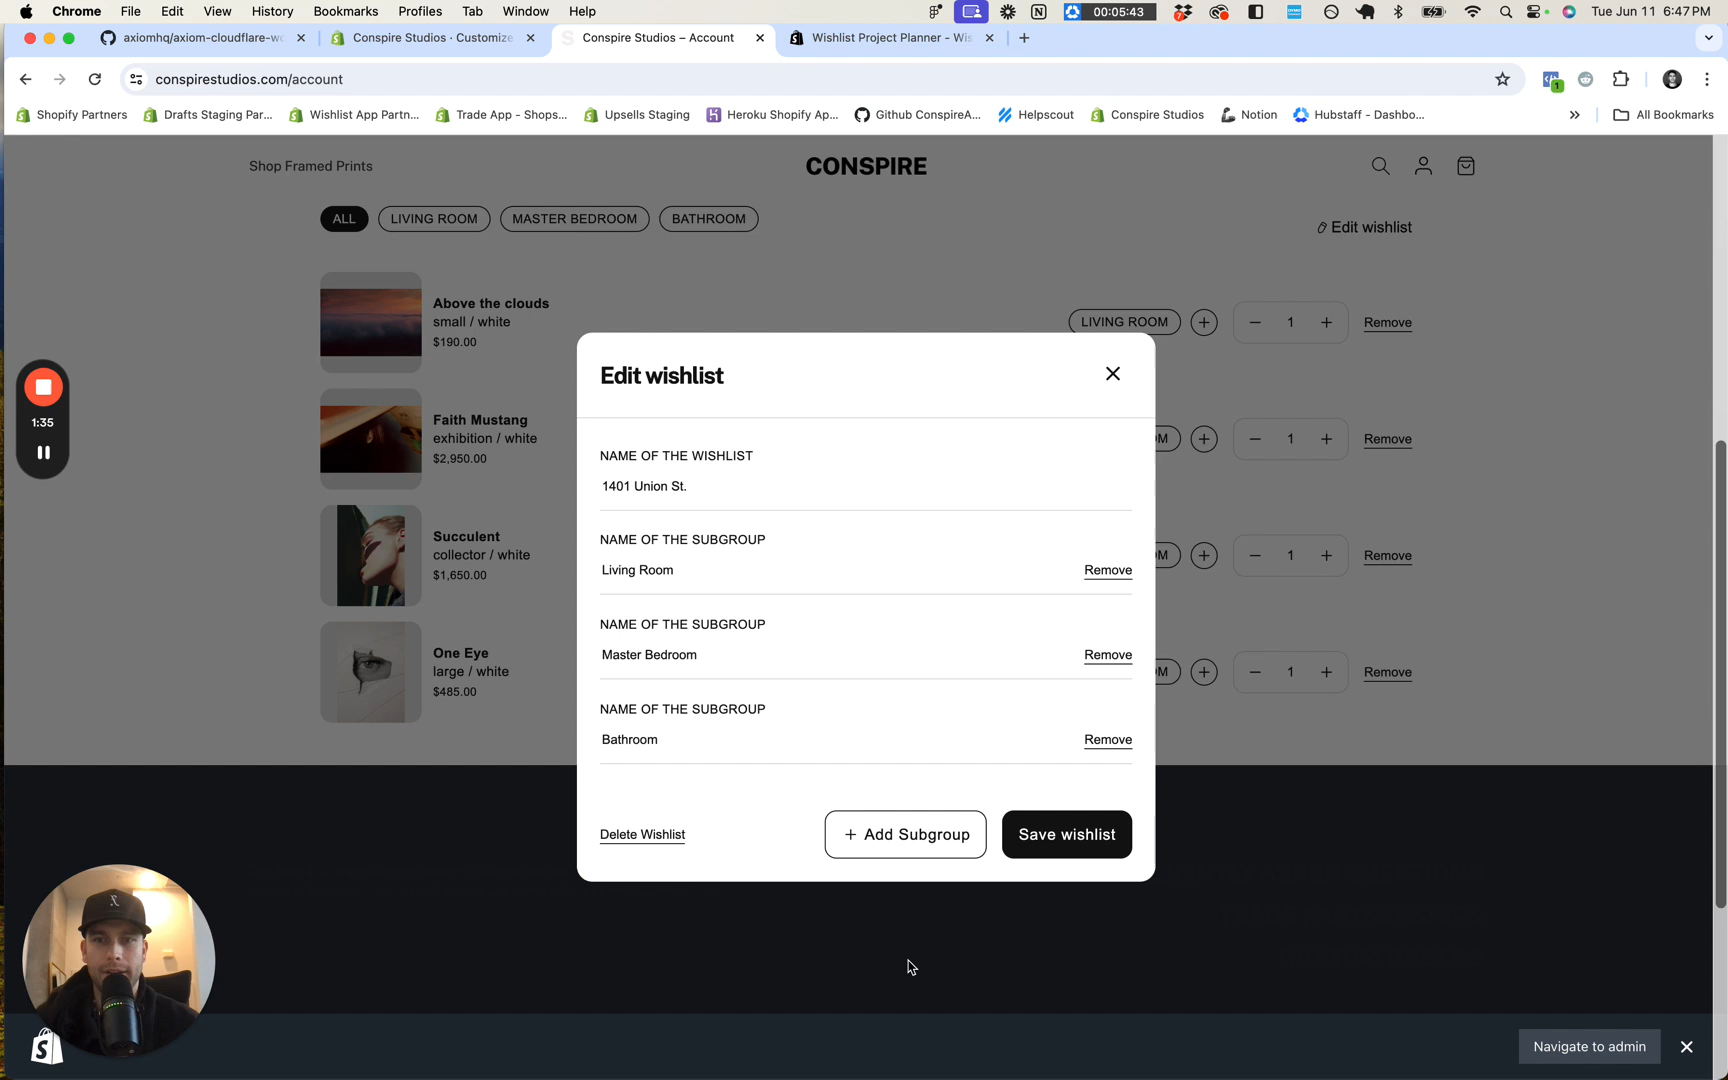 Chrome File Edit View History Bookmarks Profiles Tab Window Help 00:05:43 Tue Jun 11 6:47 PM
axiomhq/axiom-cloudflare-wo Conspire Studios · Customize Conspire Studios – Account Wishlist Project Planner - Wis
conspirestudios.com/account
Shopify Partners Drafts Staging Par... Wishlist App Partn... Trade App - Shops... Upsells Staging Heroku Shopify Ap... Github ConspireA... Helpscout Conspire Studios Notion Hubstaff - Dashbo... » All Bookmarks
Shop Framed Prints CONSPIRE
ALL LIVING ROOM MASTER BEDROOM BATHROOM
Edit wishlist
Above the clouds
small / white
$190.00
LIVING ROOM + − 1 + Remove
Faith Mustang
exhibition / white
$2,950.00
OM + − 1 + Remove
Succulent
collector / white
$1,650.00
OM + − 1 + Remove
One Eye
large / white
$485.00
OM + − 1 + Remove
1:35
Edit wishlist
NAME OF THE WISHLIST
1401 Union St.
NAME OF THE SUBGROUP
Living Room Remove
NAME OF THE SUBGROUP
Master Bedroom Remove
NAME OF THE SUBGROUP
Bathroom Remove
Delete Wishlist + Add Subgroup Save wishlist
Navigate to admin